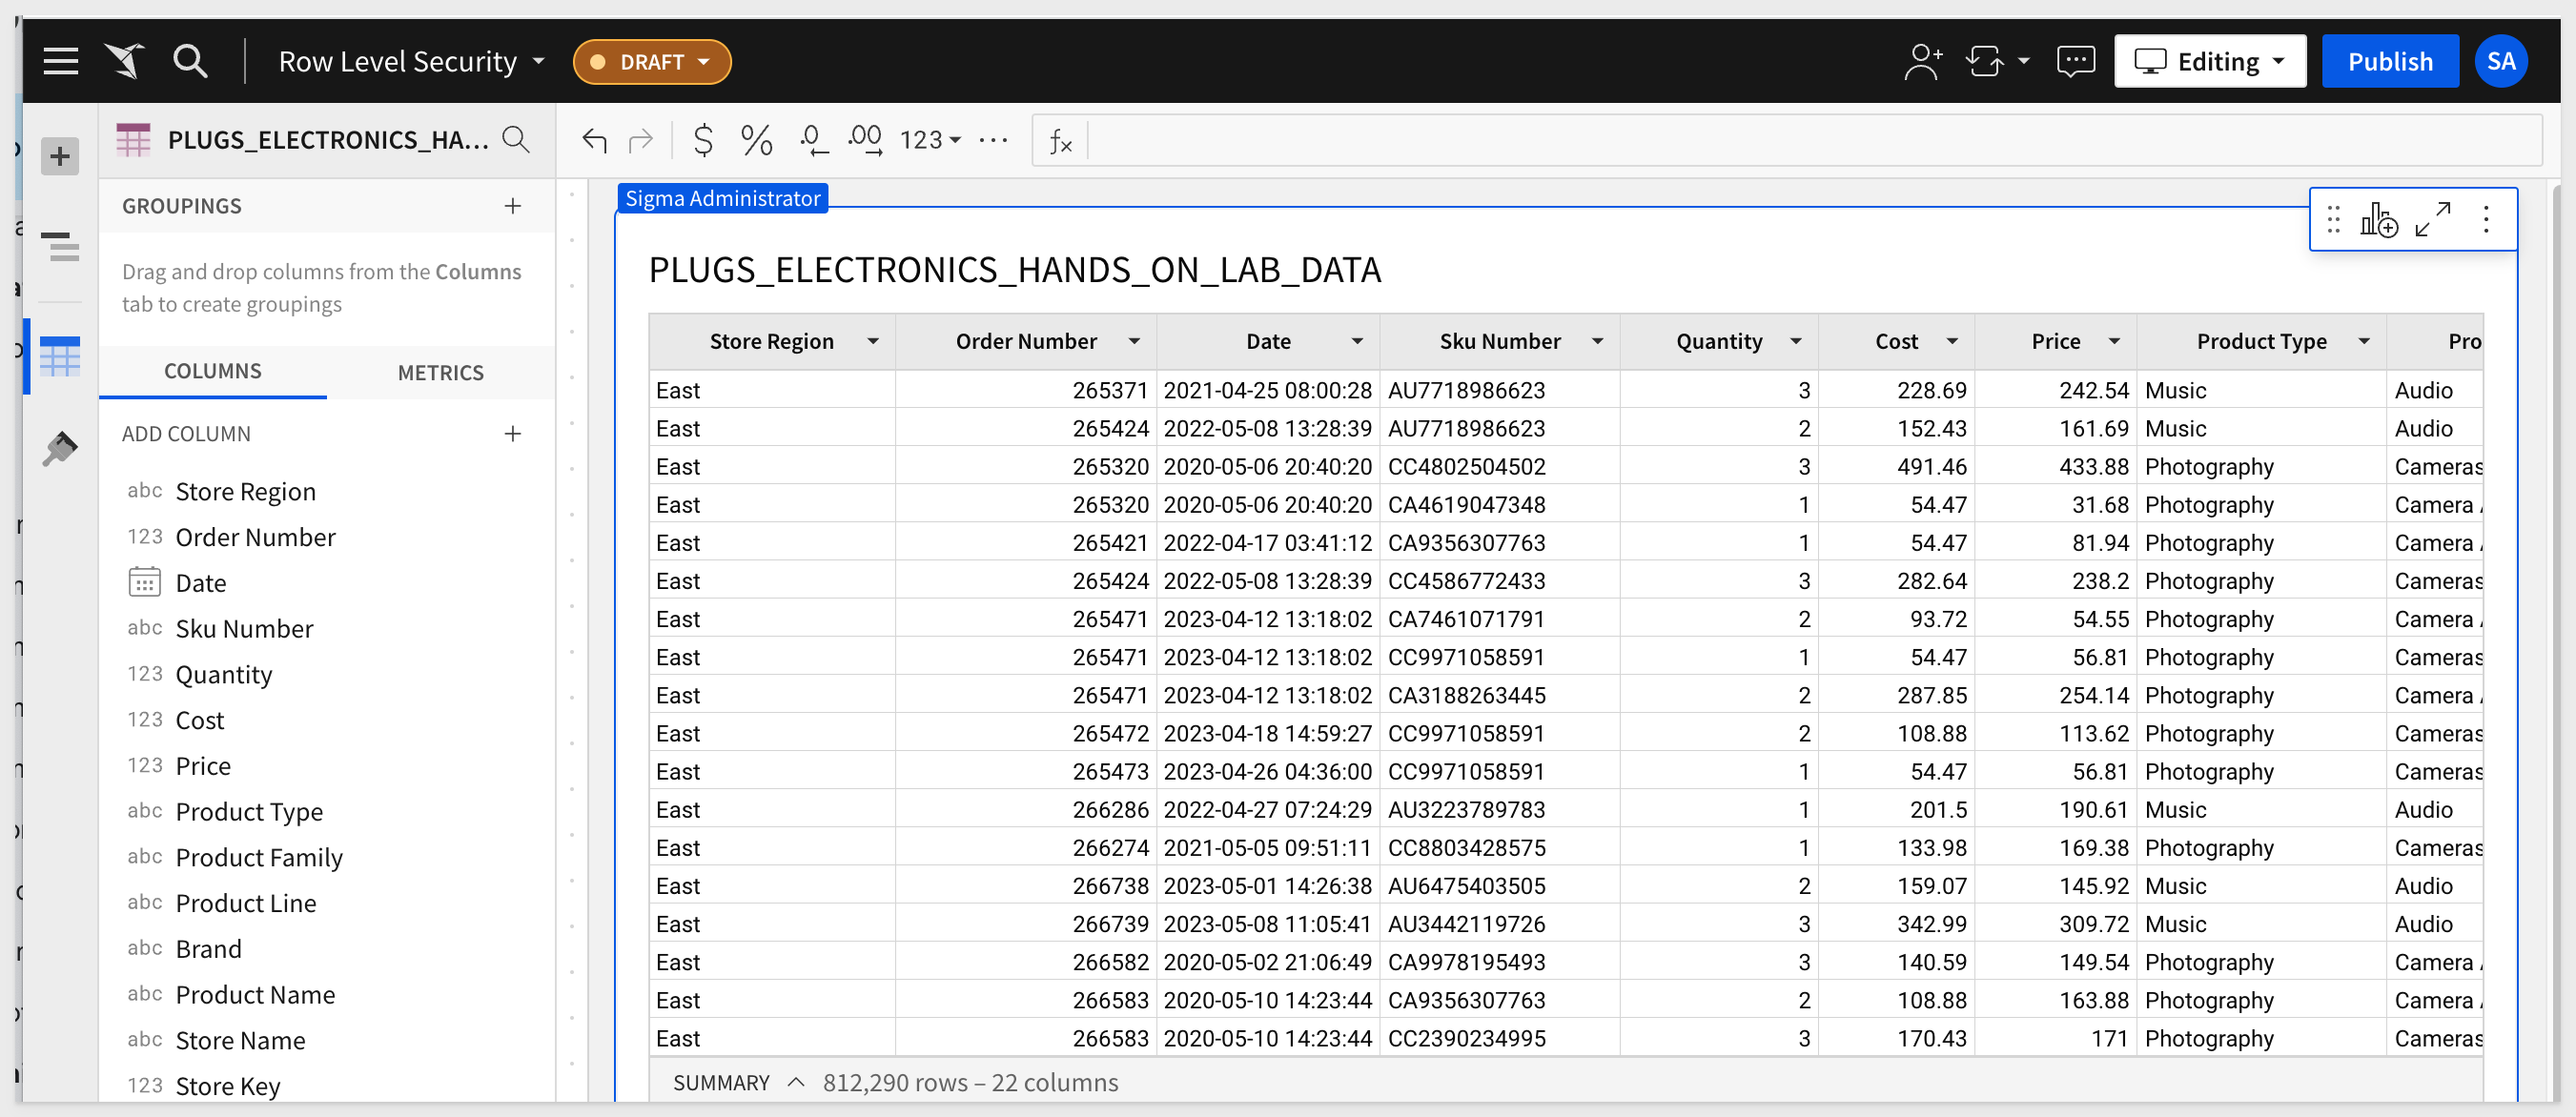 Row Level Security
DRAFT
Editing
Publish
SA
PLUGS_ELECTRONICS_HA...
$ % .0 .00 123 ...
fx
GROUPINGS
Drag and drop columns from the Columns
tab to create groupings
COLUMNS METRICS
ADD COLUMN
abc Store Region
123 Order Number
Date
abc Sku Number
123 Quantity
123 Cost
123 Price
abc Product Type
abc Product Family
abc Product Line
abc Brand
abc Product Name
abc Store Name
123 Store Key
Sigma Administrator
PLUGS_ELECTRONICS_HANDS_ON_LAB_DATA
Store Region Order Number Date Sku Number Quantity Cost Price Product Type Pro
East 265371 2021-04-25 08:00:28 AU7718986623 3 228.69 242.54 Music Audio
East 265424 2022-05-08 13:28:39 AU7718986623 2 152.43 161.69 Music Audio
East 265320 2020-05-06 20:40:20 CC4802504502 3 491.46 433.88 Photography Cameras
East 265320 2020-05-06 20:40:20 CA4619047348 1 54.47 31.68 Photography Camera
East 265421 2022-04-17 03:41:12 CA9356307763 1 54.47 81.94 Photography Camera
East 265424 2022-05-08 13:28:39 CC4586772433 3 282.64 238.2 Photography Cameras
East 265471 2023-04-12 13:18:02 CA7461071791 2 93.72 54.55 Photography Camera
East 265471 2023-04-12 13:18:02 CC9971058591 1 54.47 56.81 Photography Cameras
East 265471 2023-04-12 13:18:02 CA3188263445 2 287.85 254.14 Photography Camera
East 265472 2023-04-18 14:59:27 CC9971058591 2 108.88 113.62 Photography Cameras
East 265473 2023-04-26 04:36:00 CC9971058591 1 54.47 56.81 Photography Cameras
East 266286 2022-04-27 07:24:29 AU3223789783 1 201.5 190.61 Music Audio
East 266274 2021-05-05 09:51:11 CC8803428575 1 133.98 169.38 Photography Cameras
East 266738 2023-05-01 14:26:38 AU6475403505 2 159.07 145.92 Music Audio
East 266739 2023-05-08 11:05:41 AU3442119726 3 342.99 309.72 Music Audio
East 266582 2020-05-02 21:06:49 CA9978195493 3 140.59 149.54 Photography Camera
East 266583 2020-05-10 14:23:44 CA9356307763 2 108.88 163.88 Photography Camera
East 266583 2020-05-10 14:23:44 CC2390234995 3 170.43 171 Photography Cameras
SUMMARY 812,290 rows – 22 columns